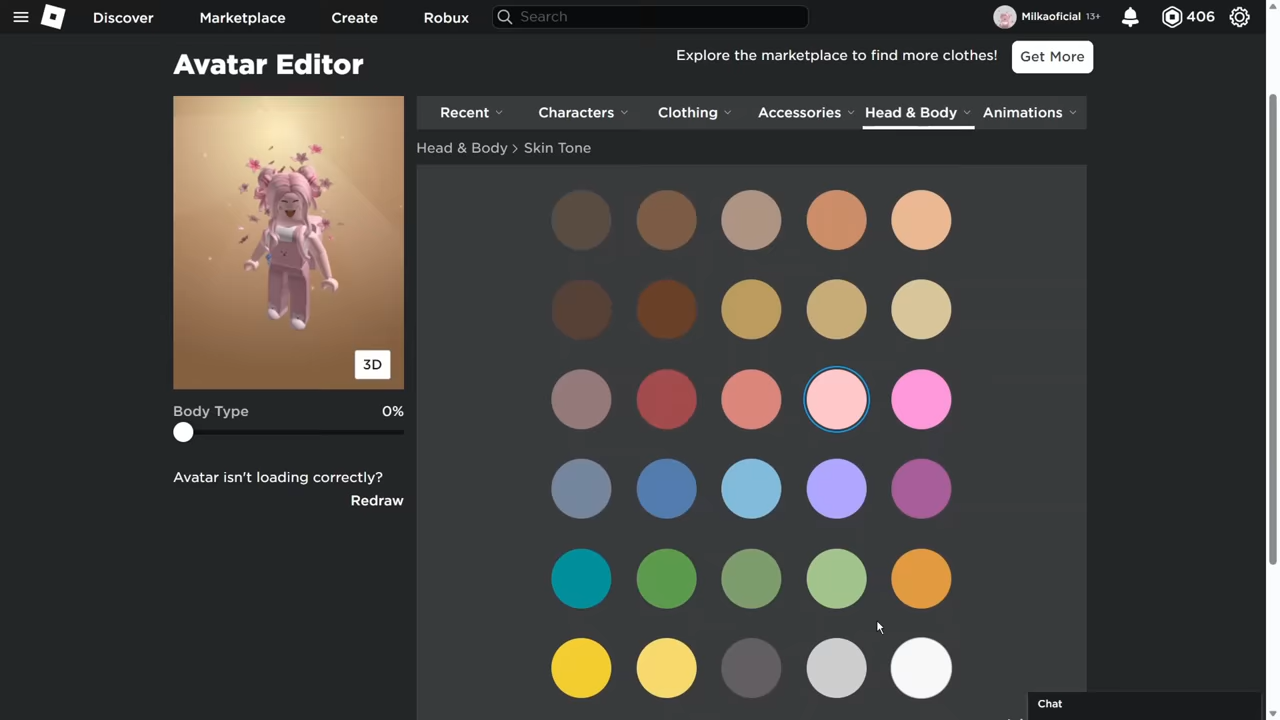 Discover Marketplace Create Robux Search Milkaoficial 13+ 406
Avatar Editor
Explore the marketplace to find more clothes! Get More
Recent Characters Clothing Accessories Head & Body Animations
Head & Body > Skin Tone
3D
Body Type 0%
Avatar isn't loading correctly?
Redraw
Chat